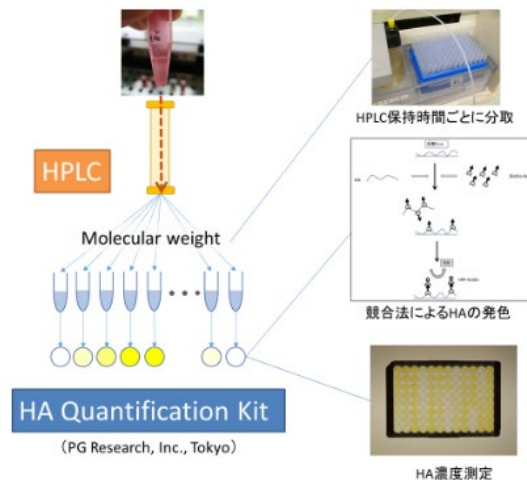 HPLC保持時間ごとに分取
HPLC
Molecular weight
HA
競合法によるHAの発色
HA Quantification Kit
（PG Research, Inc., Tokyo）
HA濃度測定